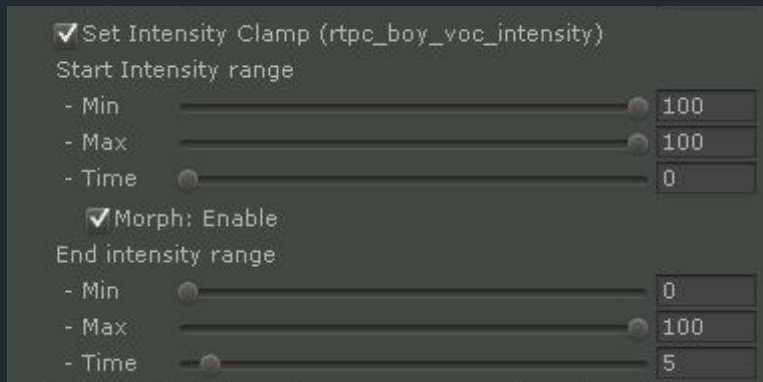 Set Intensity Clamp (rtpc_boy_voc_intensity)
Start Intensity range
- Min 100
- Max 100
- Time 0
Morph: Enable
End intensity range
- Min 0
- Max 100
- Time 5